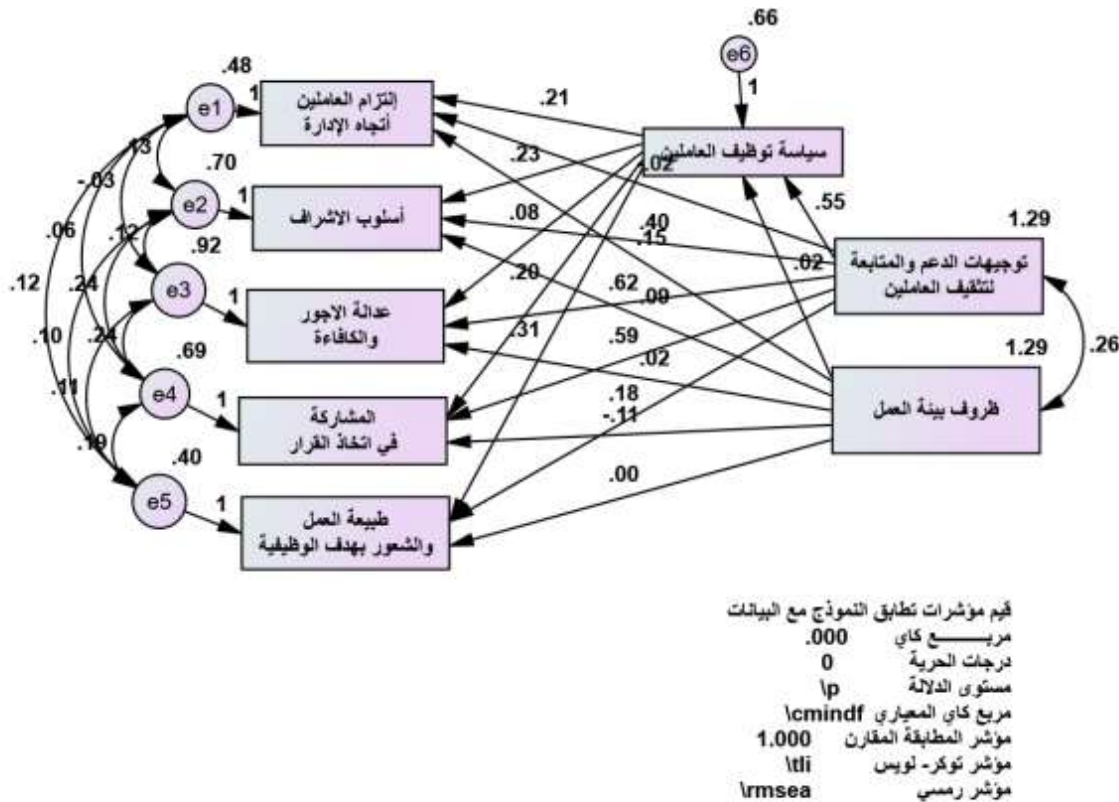 .66
e6
1
.48
e1
1
إلتزام العاملين
أتجاه الإدارة
.21
سياسة توظيف العاملين
.13
-.03
.70
.23
.02
e2
1
أسلوب الاشراف
.55
1.29
.06
.12
.92
.08
.40
.15
توجيهات الدعم والمتابعة
لتثقيف العاملين
.12
.24
e3
1
عدالة الاجور
والكافاءة
.20
.62
.02
.09
.26
.10
.24
.69
.31
.59
1.29
.02
ظروف بيئة العمل
.11
e4
1
المشاركة
في اتخاذ القرار
.18
-.11
.19
.40
.00
e5
1
طبيعة العمل
والشعور بهدف الوظيفية
قيم مؤشرات تطابق النموذج مع البيانات
مربـــــــع كاي .000
درجات الحرية 0
مستوى الدلالة \p
مربع كاي المعياري \cmindf
مؤشر المطابقة المقارن 1.000
مؤشر توكر- لويس \tli
مؤشر رمسي \rmsea